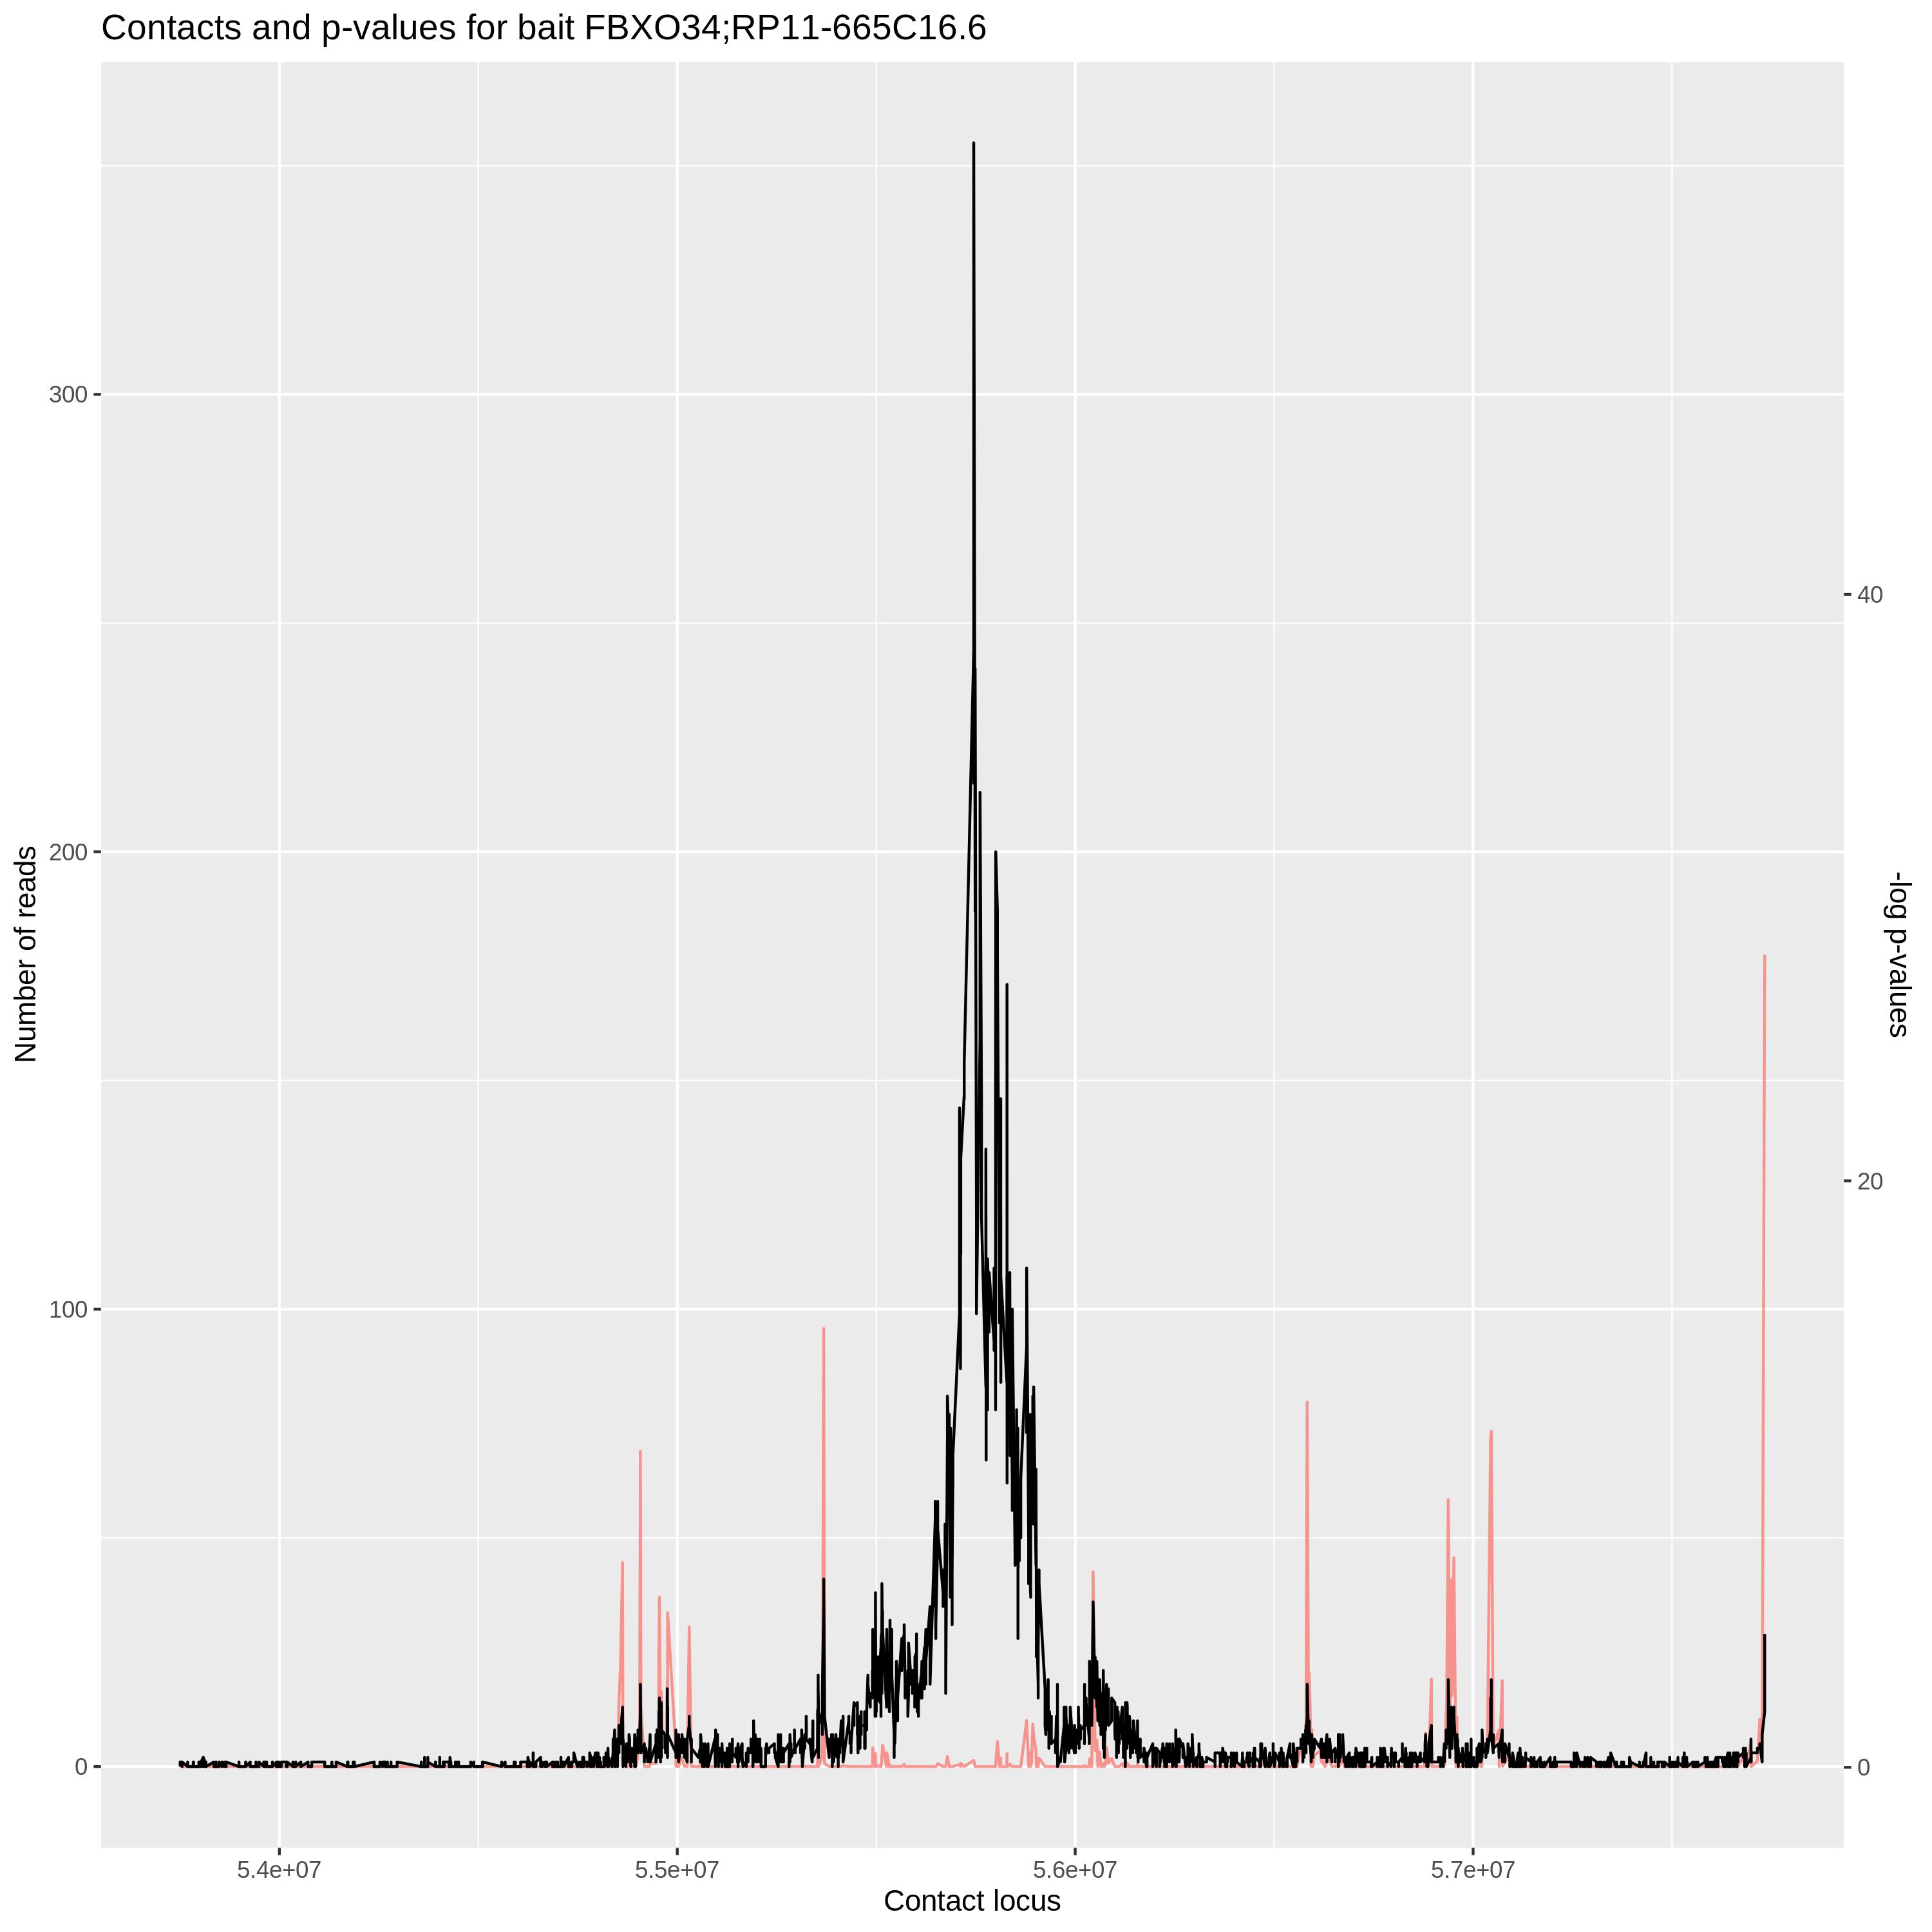 Contacts and p-values for bait FBXO34;RP11-665C16.6
Number of reads
300
200
100
0
40
20
0
-log p-values
5.4e+07
5.5e+07
5.6e+07
5.7e+07
Contact locus